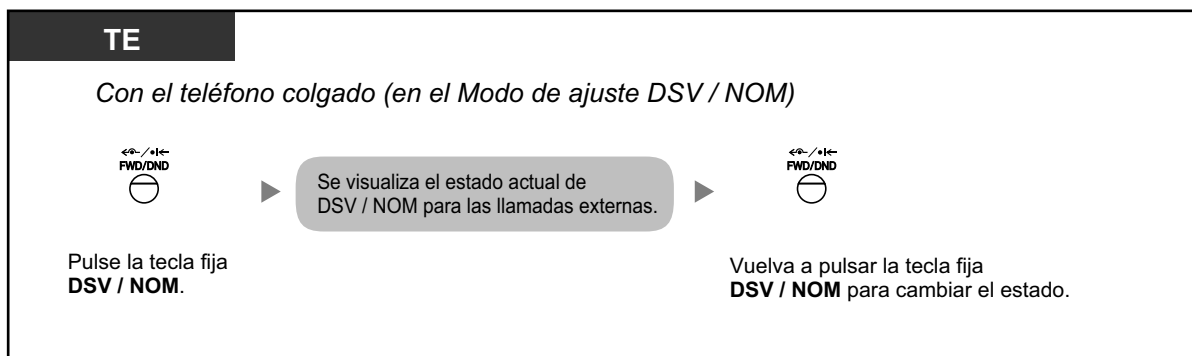 TE
Con el teléfono colgado (en el Modo de ajuste DSV / NOM)
FWD/DND
Se visualiza el estado actual de
DSV / NOM para las llamadas externas.
FWD/DND
Pulse la tecla fija
DSV / NOM.
Vuelva a pulsar la tecla fija
DSV / NOM para cambiar el estado.